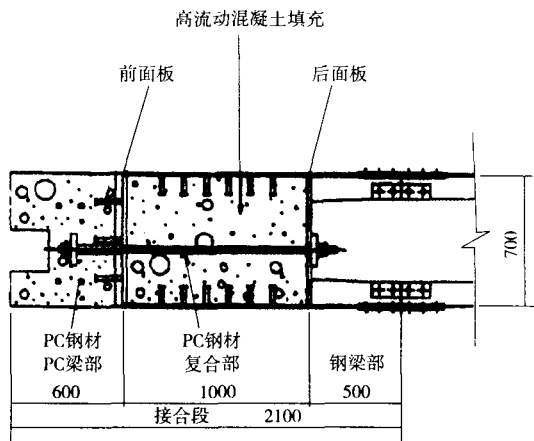 高流动混凝土填充
前面板
后面板
700
PC钢材
PC梁部
PC钢材
复合部
钢梁部
600
1000
500
接合段
2100